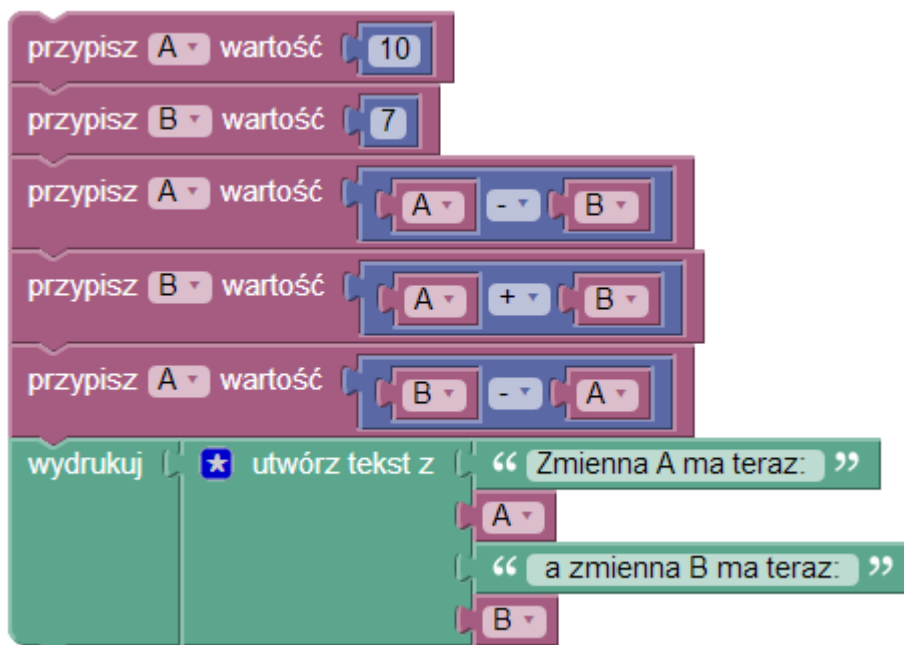 przypisz A wartość 10
przypisz B wartość 7
przypisz A wartość A - B
przypisz B wartość A + B
przypisz A wartość B - A
wydrukuj utwórz tekst z “ Zmienna A ma teraz: ”
A
“ a zmienna B ma teraz: ”
B